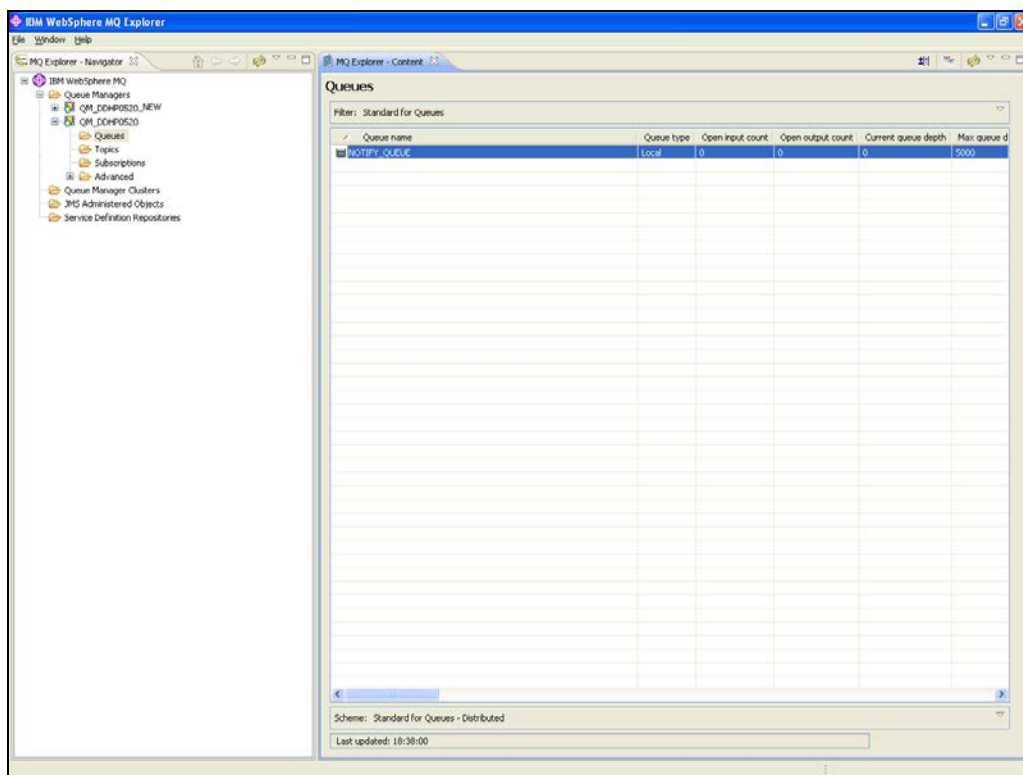 IBM WebSphere MQ Explorer
File Window Help
MQ Explorer - Navigator
IBM WebSphere MQ
Queue Managers
QM_DDHP0520_NEW
QM_DDHP0520
Queues
Topics
Subscriptions
Advanced
Queue Manager Clusters
JMS Administered Objects
Service Definition Repositories
MQ Explorer - Content
Queues
Filter: Standard for Queues
Queue name Queue type Open input count Open output count Current queue depth Max queue d
NOTIFY_QUEUE Local 0 0 0 5000
Scheme: Standard for Queues - Distributed
Last updated: 18:38:00